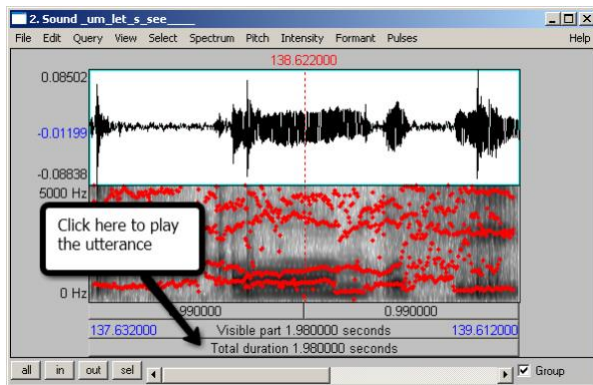 2. Sound _um_let_s_see____
File Edit Query View Select Spectrum Pitch Intensity Formant Pulses Help
138.622000
0.08502
-0.01199
-0.08838
5000 Hz
Click here to play
the utterance
0 Hz
0.990000
137.632000 Visible part 1.980000 seconds 139.612000
Total duration 1.980000 seconds
all in out sel Group